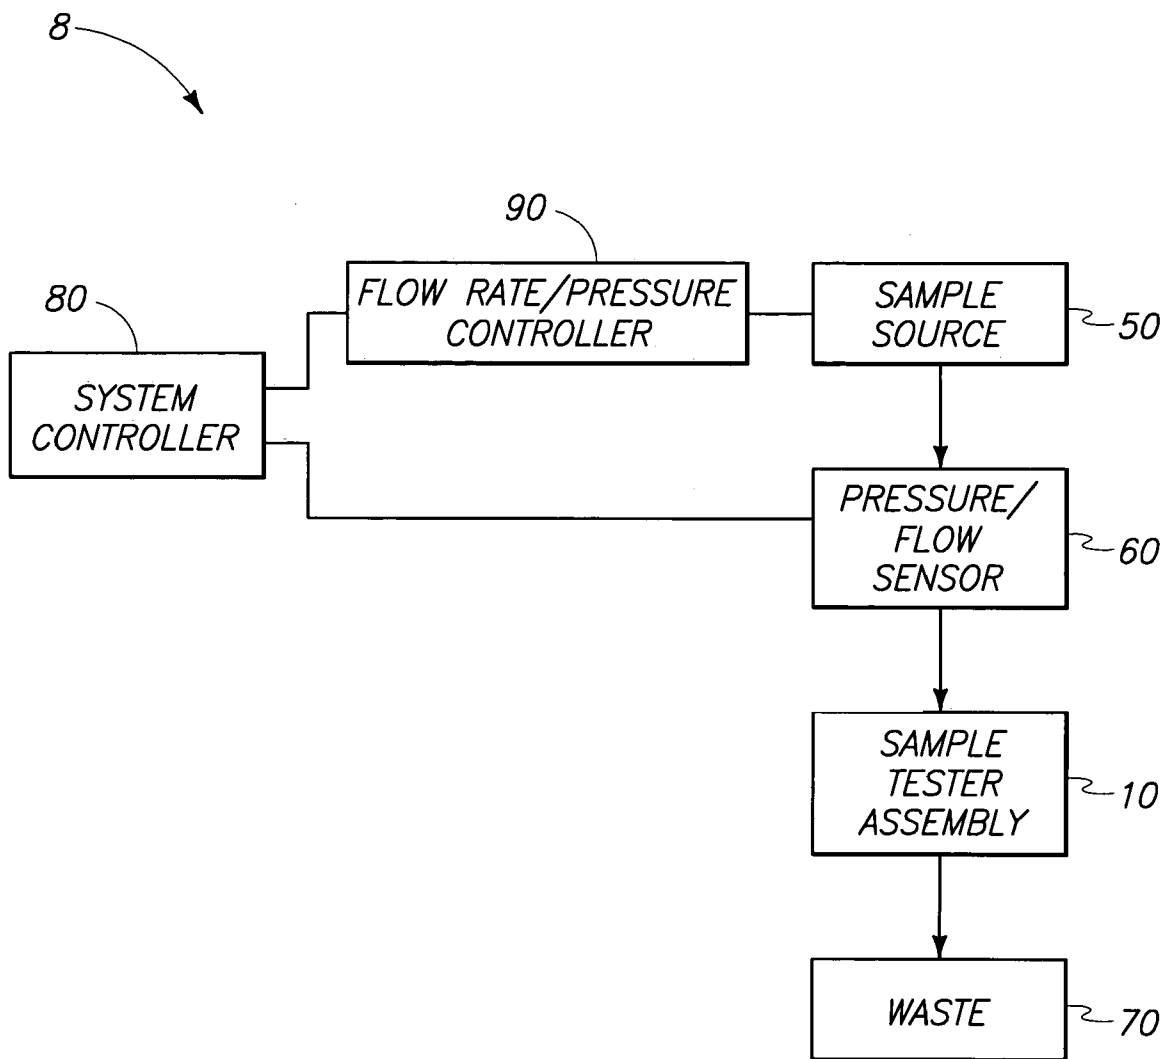 8
90
FLOW RATE/PRESSURE
CONTROLLER
SAMPLE
SOURCE
50
80
SYSTEM
CONTROLLER
PRESSURE/
FLOW
SENSOR
60
SAMPLE
TESTER
ASSEMBLY
10
WASTE
70